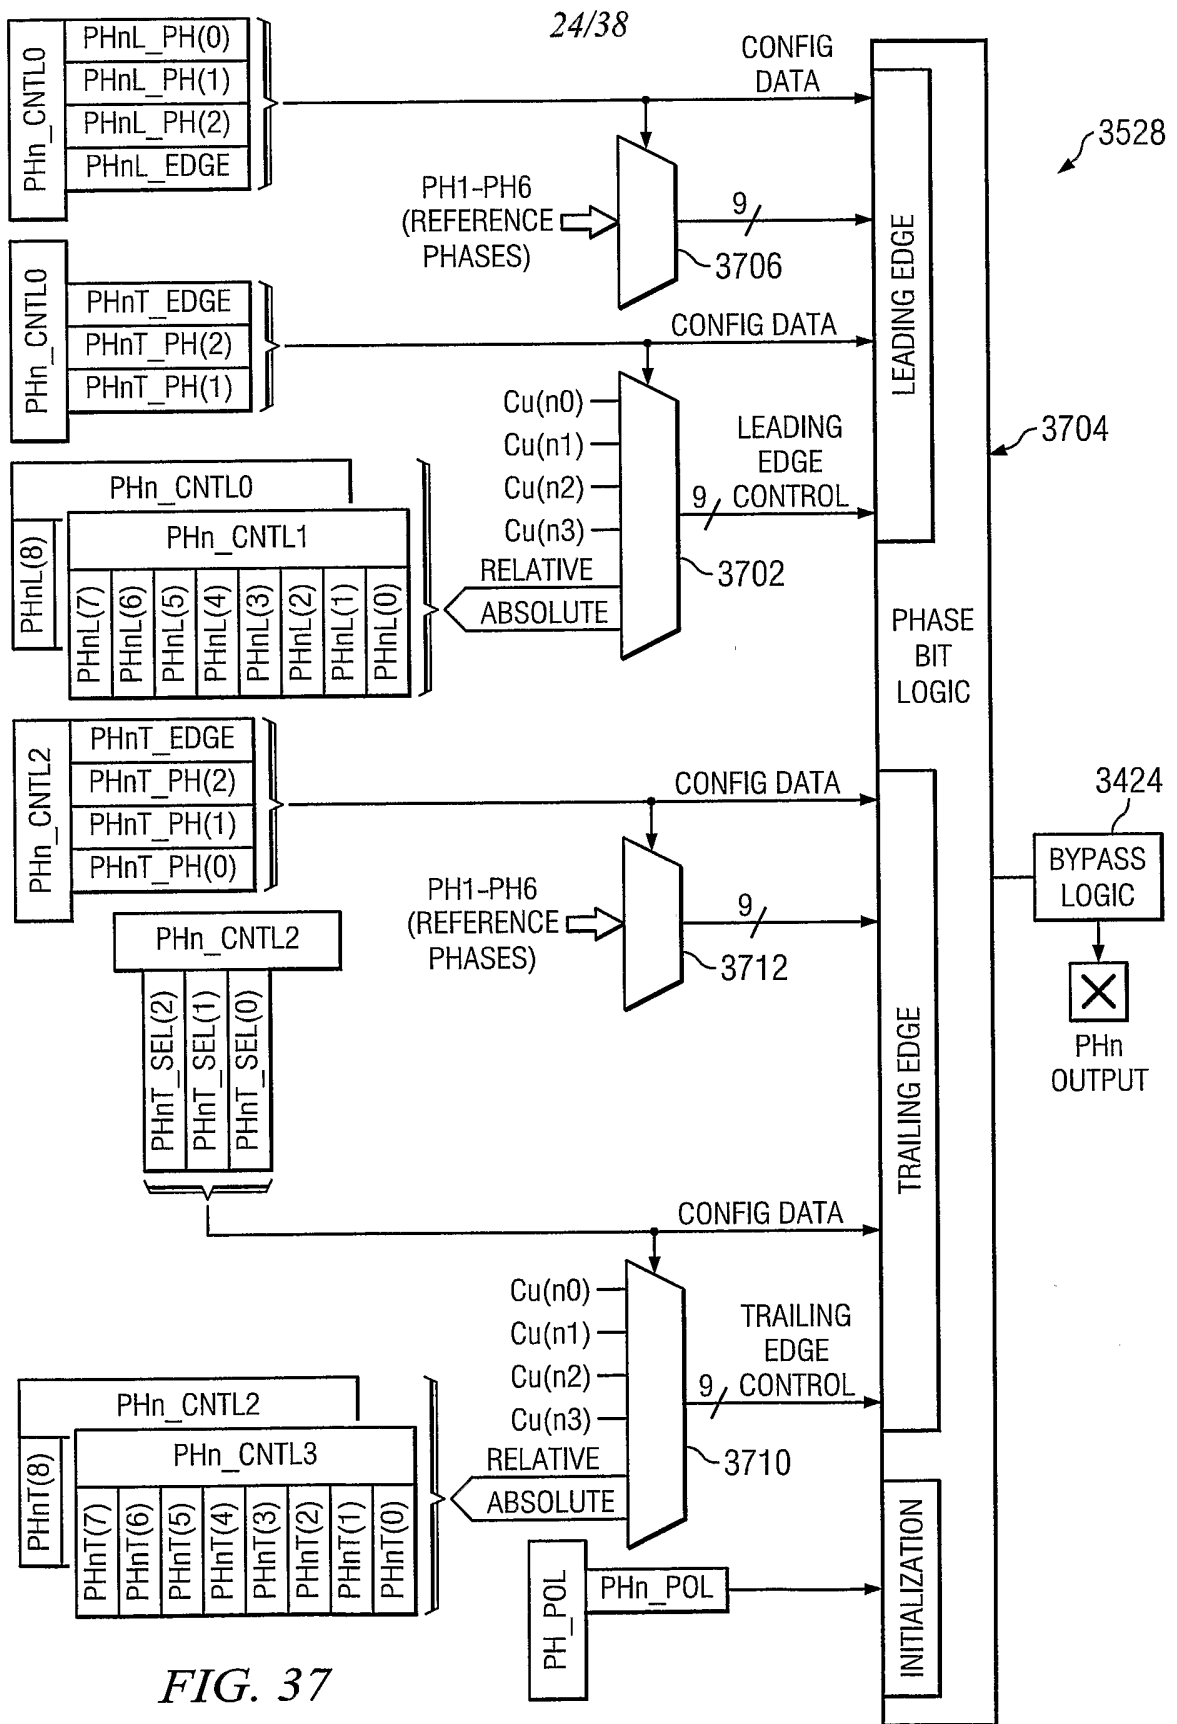 24/38
PHn_CNTL0
PHnL_PH(0)
PHnL_PH(1)
PHnL_PH(2)
PHnL_EDGE
CONFIG
DATA
3528
PH1-PH6
(REFERENCE
PHASES)
9
3706
LEADING EDGE
PHn_CNTL0
PHnT_EDGE
PHnT_PH(2)
PHnT_PH(1)
CONFIG DATA
Cu(n0)
Cu(n1)
Cu(n2)
Cu(n3)
RELATIVE
ABSOLUTE
LEADING
EDGE
9 CONTROL
3702
3704
PHn_CNTL0
PHnL(8)
PHn_CNTL1
PHnL(7)
PHnL(6)
PHnL(5)
PHnL(4)
PHnL(3)
PHnL(2)
PHnL(1)
PHnL(0)
PHASE
BIT
LOGIC
PHn_CNTL2
PHnT_EDGE
PHnT_PH(2)
PHnT_PH(1)
PHnT_PH(0)
CONFIG DATA
PH1-PH6
(REFERENCE
PHASES)
9
3712
TRAILING EDGE
3424
BYPASS
LOGIC
PHn
OUTPUT
PHn_CNTL2
PHnT_SEL(2)
PHnT_SEL(1)
PHnT_SEL(0)
CONFIG DATA
Cu(n0)
Cu(n1)
Cu(n2)
Cu(n3)
RELATIVE
ABSOLUTE
TRAILING
EDGE
9 CONTROL
3710
PHn_CNTL2
PHnT(8)
PHn_CNTL3
PHnT(7)
PHnT(6)
PHnT(5)
PHnT(4)
PHnT(3)
PHnT(2)
PHnT(1)
PHnT(0)
PH_POL
PHn_POL
INITIALIZATION
FIG. 37